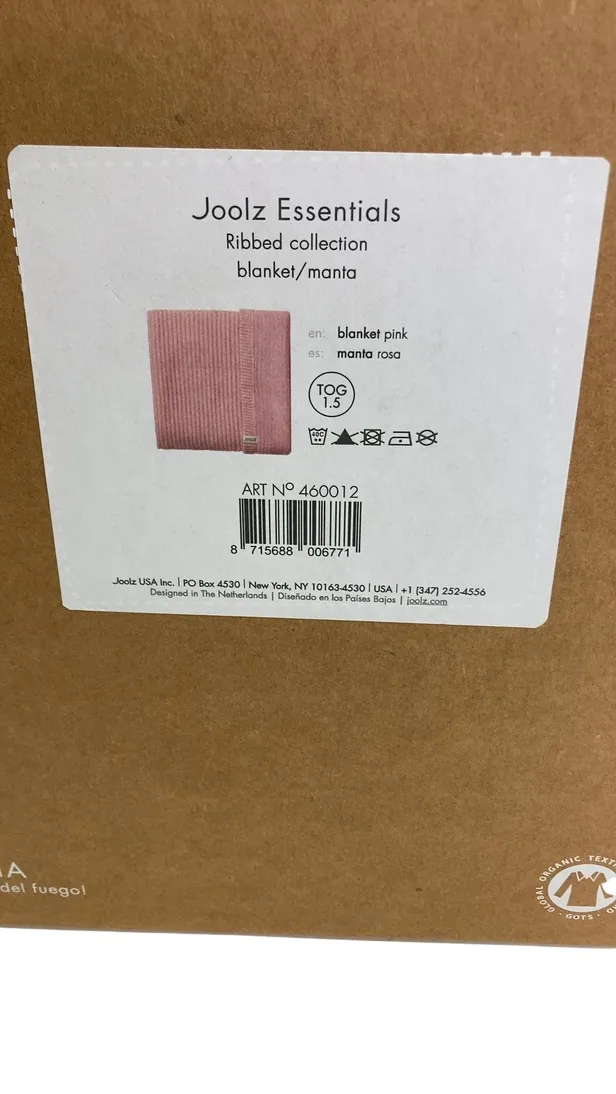 Joolz Essentials
Ribbed collection
blanket/manta
en: blanket pink
es: manta rosa
TOG
1.5
40C
ART Nº 460012
8 715688 006771
Joolz USA Inc. | PO Box 4530 | New York, NY 10163-4530 | USA | +1 (347) 252-4556
Designed in The Netherlands | Diseñado en los Países Bajos | joolz.com
del fuego!
GLOBAL ORGANIC
GOTS